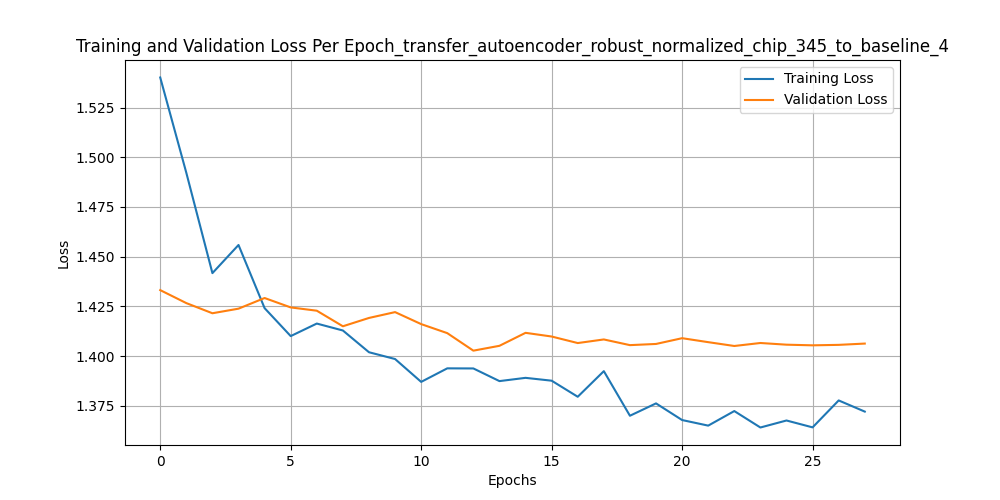 Training and Validation Loss Per Epoch_transfer_autoencoder_robust_normalized_chip_345_to_baseline_4
Training Loss
Validation Loss
1.525
1.500
1.475
1.450
1.425
1.400
1.375
Loss
0 5 10 15 20 25
Epochs